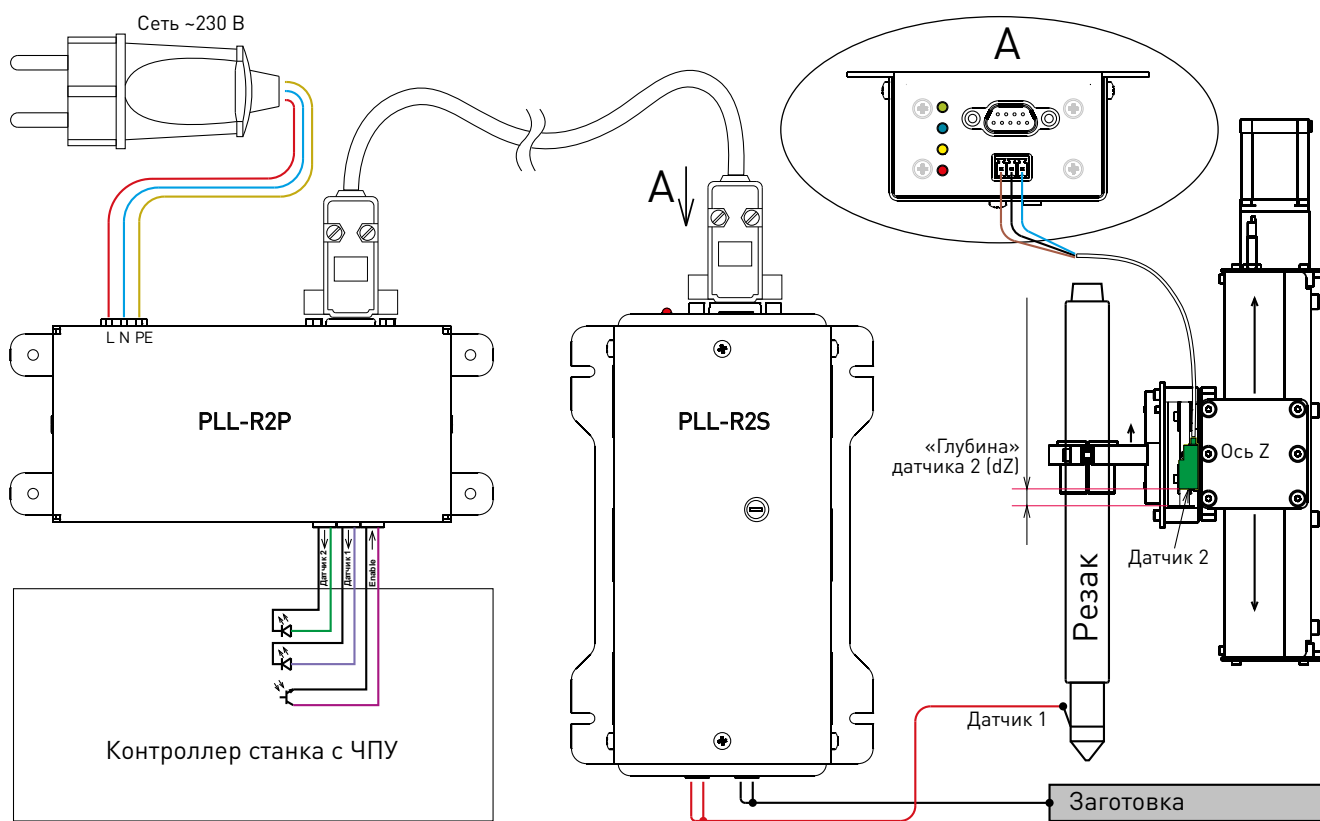 Сеть ~230 В
А
А
L N PE
PLL-R2P
PLL-R2S
«Глубина»
датчика 2 (dZ)
Ось Z
Датчик 2
Датчик 2
Датчик 1
Enable
Резак
Датчик 1
Контроллер станка с ЧПУ
Заготовка